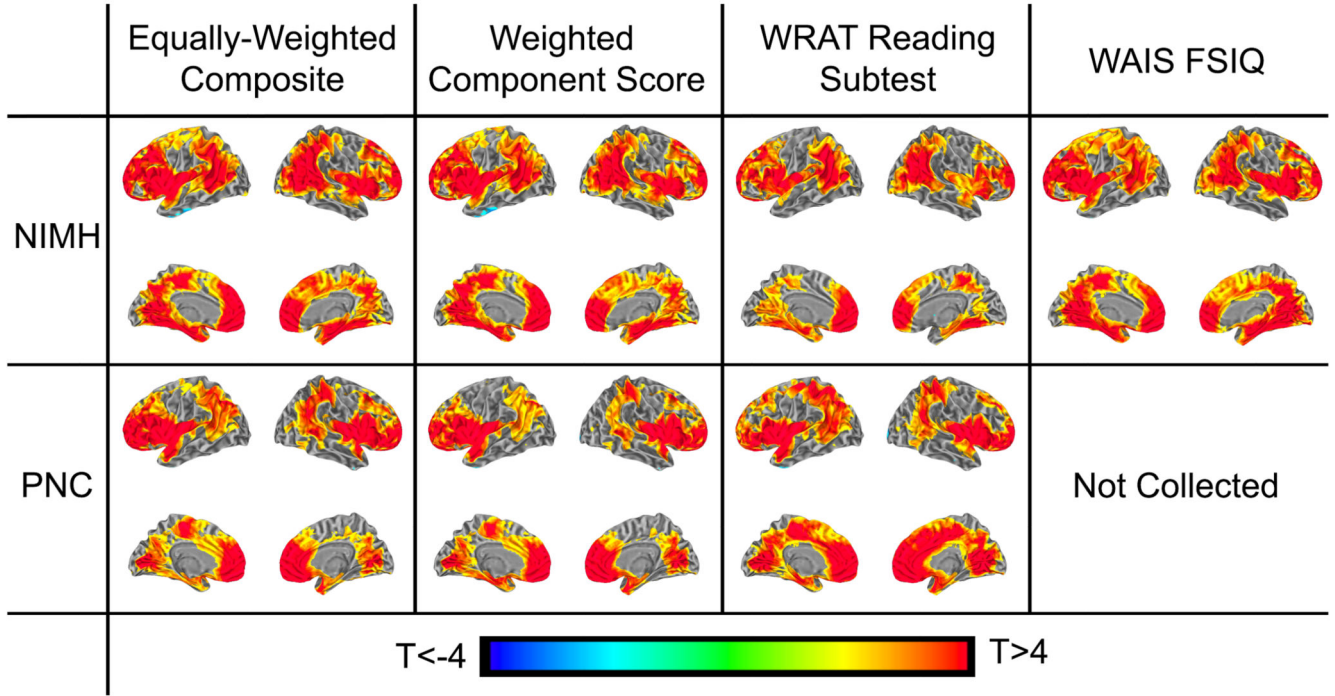 Equally-Weighted
Composite
Weighted
Component Score
WRAT Reading
Subtest
WAIS FSIQ
NIMH
PNC
Not Collected
T<-4
T>4